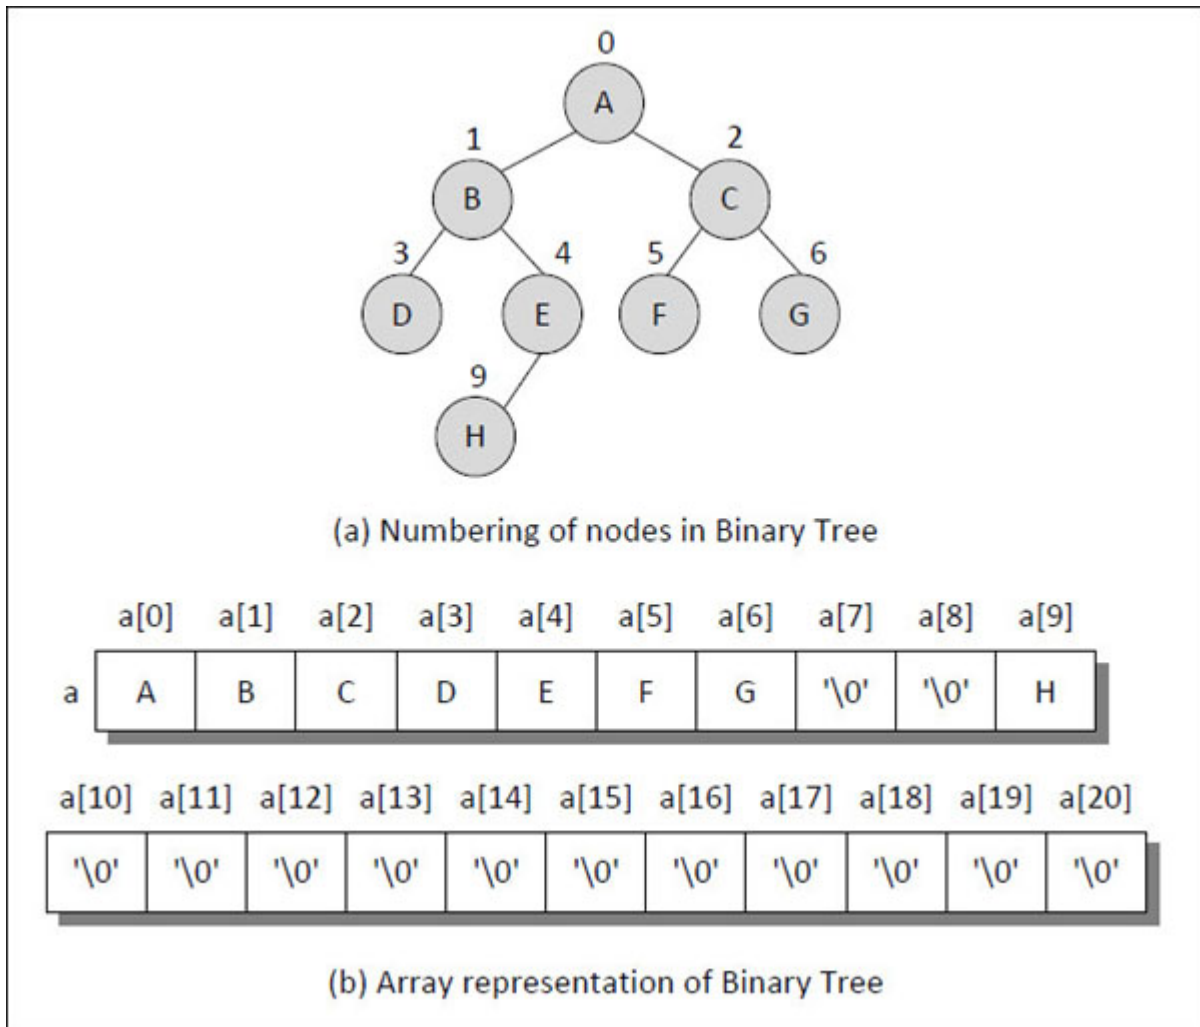 0
A
1 2
B C
3 4 5 6
D E F G
9
H
(a) Numbering of nodes in Binary Tree
a[0] a[1] a[2] a[3] a[4] a[5] a[6] a[7] a[8] a[9]
a A B C D E F G '\0' '\0' H
a[10] a[11] a[12] a[13] a[14] a[15] a[16] a[17] a[18] a[19] a[20]
'\0' '\0' '\0' '\0' '\0' '\0' '\0' '\0' '\0' '\0' '\0'
(b) Array representation of Binary Tree